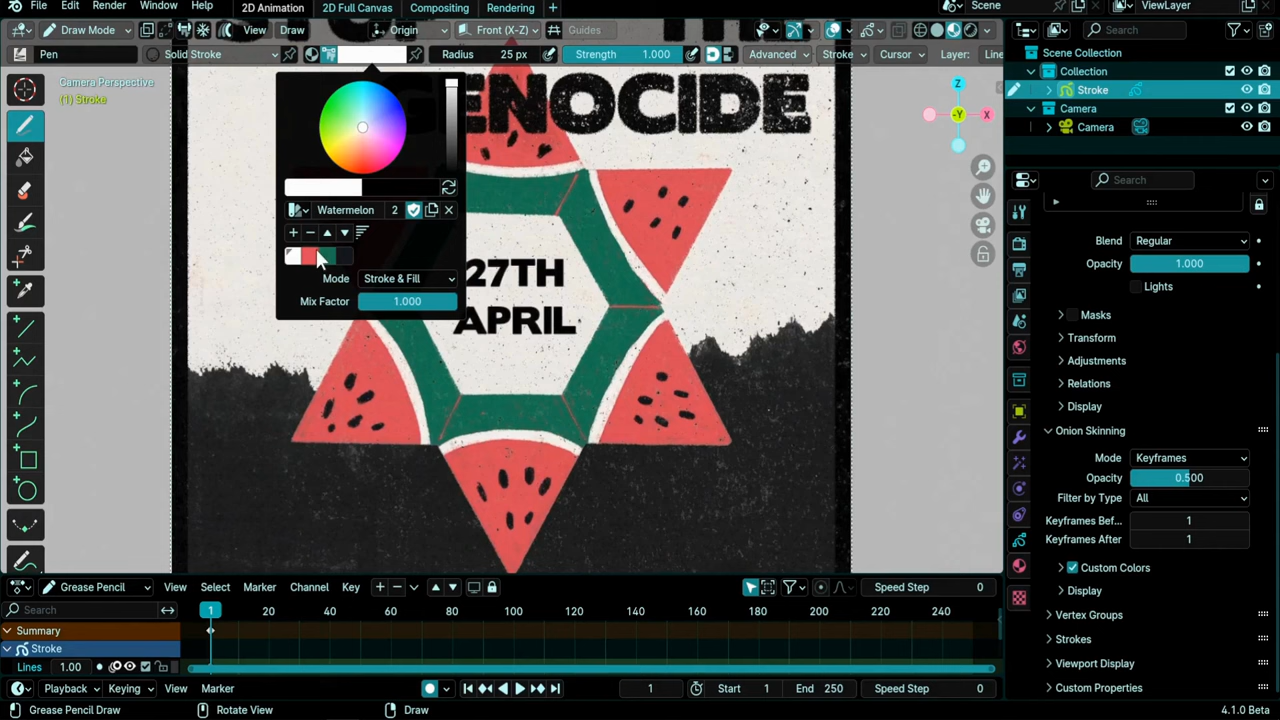 File Edit Render Window Help 2D Animation 2D Full Canvas Compositing Rendering + Scene ViewLayer
Draw Mode View Draw Origin Front (X-Z) Guides Search
Pen Solid Stroke Radius 25 px Strength 1.000 Advanced Stroke Cursor Layer: Line
Camera Perspective
(1) Stroke
Scene Collection
Collection
Stroke
Camera
Camera
Z
-Y
X
GENOCIDE
27TH
APRIL
Watermelon 2
Mode Stroke & Fill
Mix Factor 1.000
Search
Blend Regular
Opacity 1.000
Lights
Masks
Transform
Adjustments
Relations
Display
Onion Skinning
Mode Keyframes
Opacity 0.500
Filter by Type All
Keyframes Bef... 1
Keyframes After 1
Custom Colors
Display
Vertex Groups
Strokes
Viewport Display
Custom Properties
Grease Pencil View Select Marker Channel Key Speed Step 0
Search 1 20 40 60 80 100 120 140 160 180 200 220 240
Summary
Stroke
Lines 1.00
Playback Keying View Marker 1 Start 1 End 250 Speed Step 0
Grease Pencil Draw Rotate View Draw 4.1.0 Beta